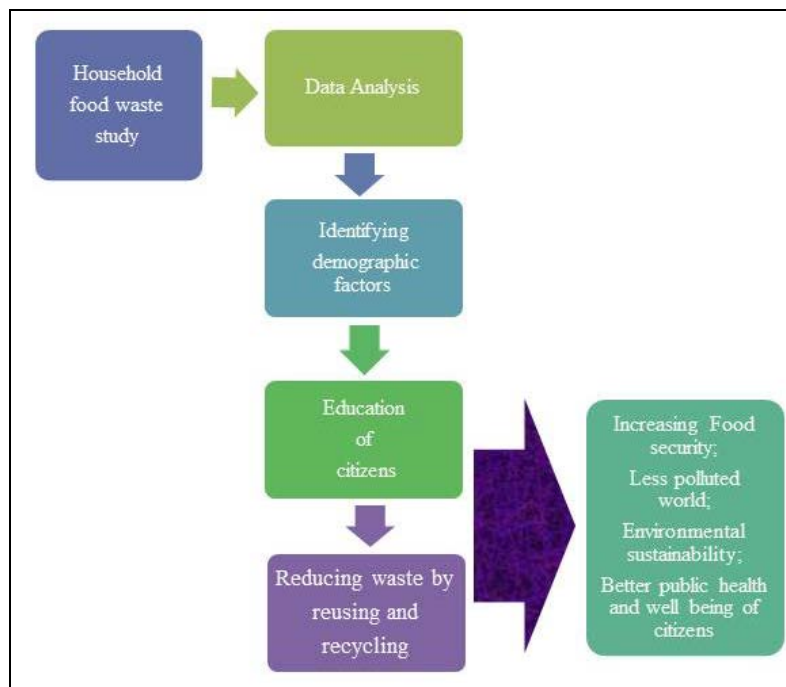 Household
food waste
study
Data Analysis
Identifying
demographic
factors
Education
of
citizens
Reducing waste by
reusing and
recycling
Increasing Food
security;
Less polluted
world;
Environmental
sustainability;
Better public health
and well being of
citizens